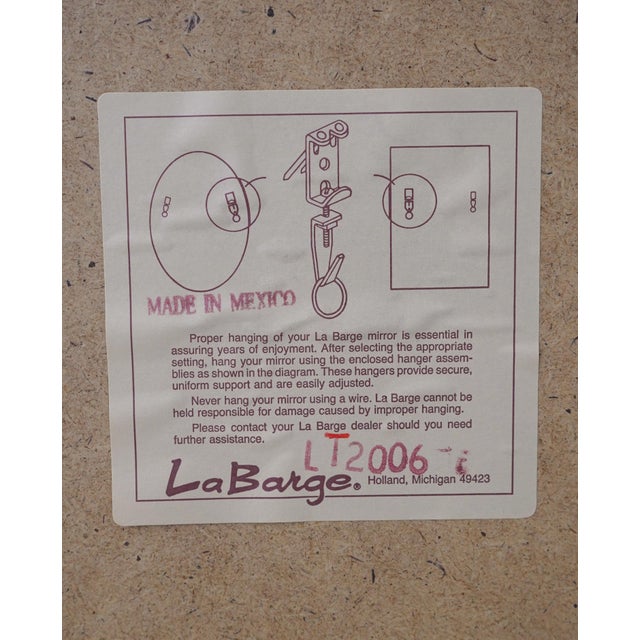 MADE IN MEXICO
Proper hanging of your La Barge mirror is essential in
assuring years of enjoyment. After selecting the appropriate
setting, hang your mirror using the enclosed hanger assem-
blies as shown in the diagram. These hangers provide secure,
uniform support and are easily adjusted.
Never hang your mirror using a wire. La Barge cannot be
held responsible for damage caused by improper hanging.
Please contact your La Barge dealer should you need
further assistance.
LT2006
LaBarge® Holland, Michigan 49423